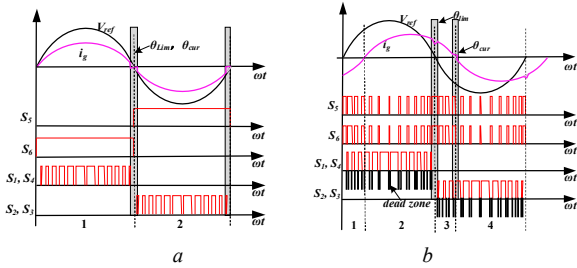 V_ref
θ_Lim, θ_cur
i_g
ωt
S_5
ωt
S_6
ωt
S_1, S_4
ωt
S_2, S_3
ωt
1 2
a
V_ref
θ_lim
i_g
θ_cur
ωt
S_5
ωt
S_6
ωt
S_1, S_4
ωt
S_2, S_3
dead zone
ωt
1 2 3 4
b